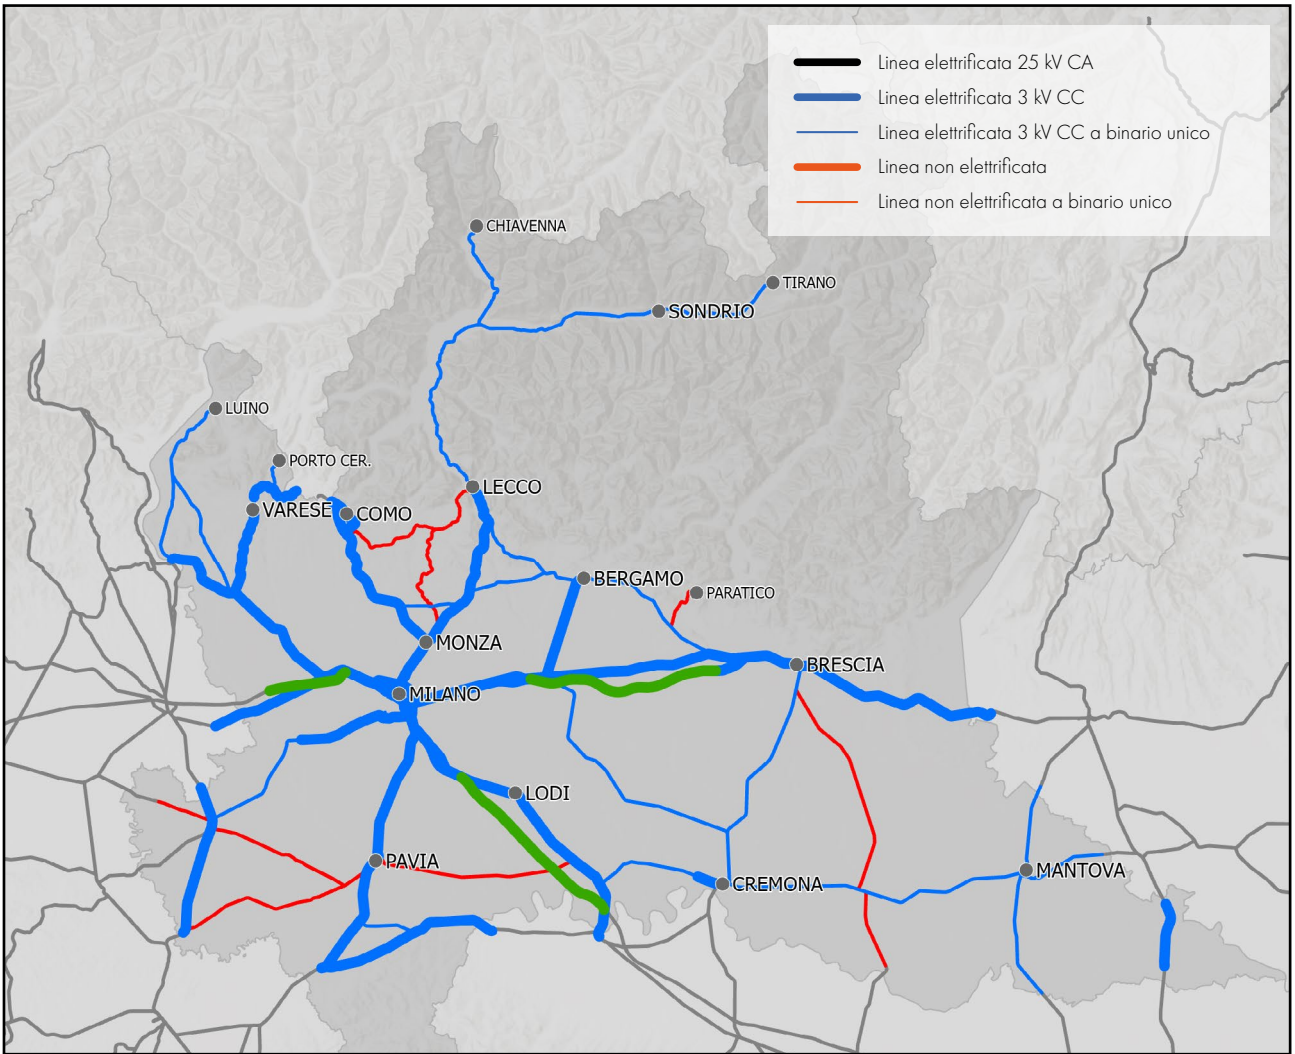 Linea elettrificata 25 kV CA
Linea elettrificata 3 kV CC
Linea elettrificata 3 kV CC a binario unico
Linea non elettrificata
Linea non elettrificata a binario unico
CHIAVENNA
TIRANO
SONDRIO
LUINO
PORTO CER.
LECCO
VARESE
COMO
BERGAMO
PARATICO
MONZA
BRESCIA
MILANO
LODI
PAVIA
MANTOVA
CREMONA